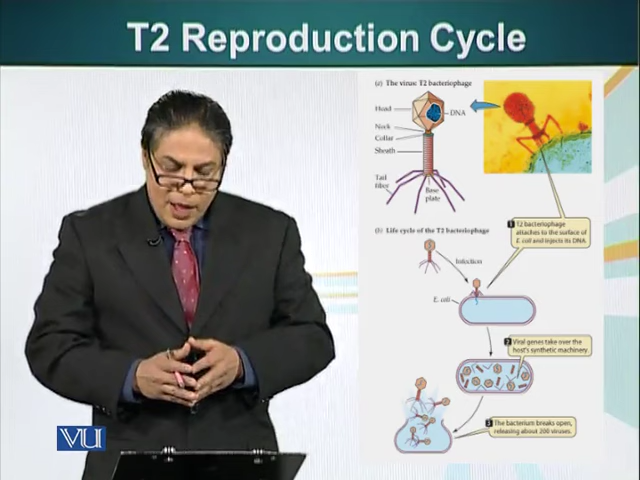 T2 Reproduction Cycle
(a) The virus: T2 bacteriophage
Head
DNA
Neck
Collar
Sheath
Tail
fiber
Base
plate
1 T2 bacteriophage
attaches to the surface of
E. coli and injects its DNA.
(b) Life cycle of the T2 bacteriophage
Infection
E. coli
2 Viral genes take over the
host's synthetic machinery
3 The bacterium breaks open,
releasing about 200 viruses.
VU